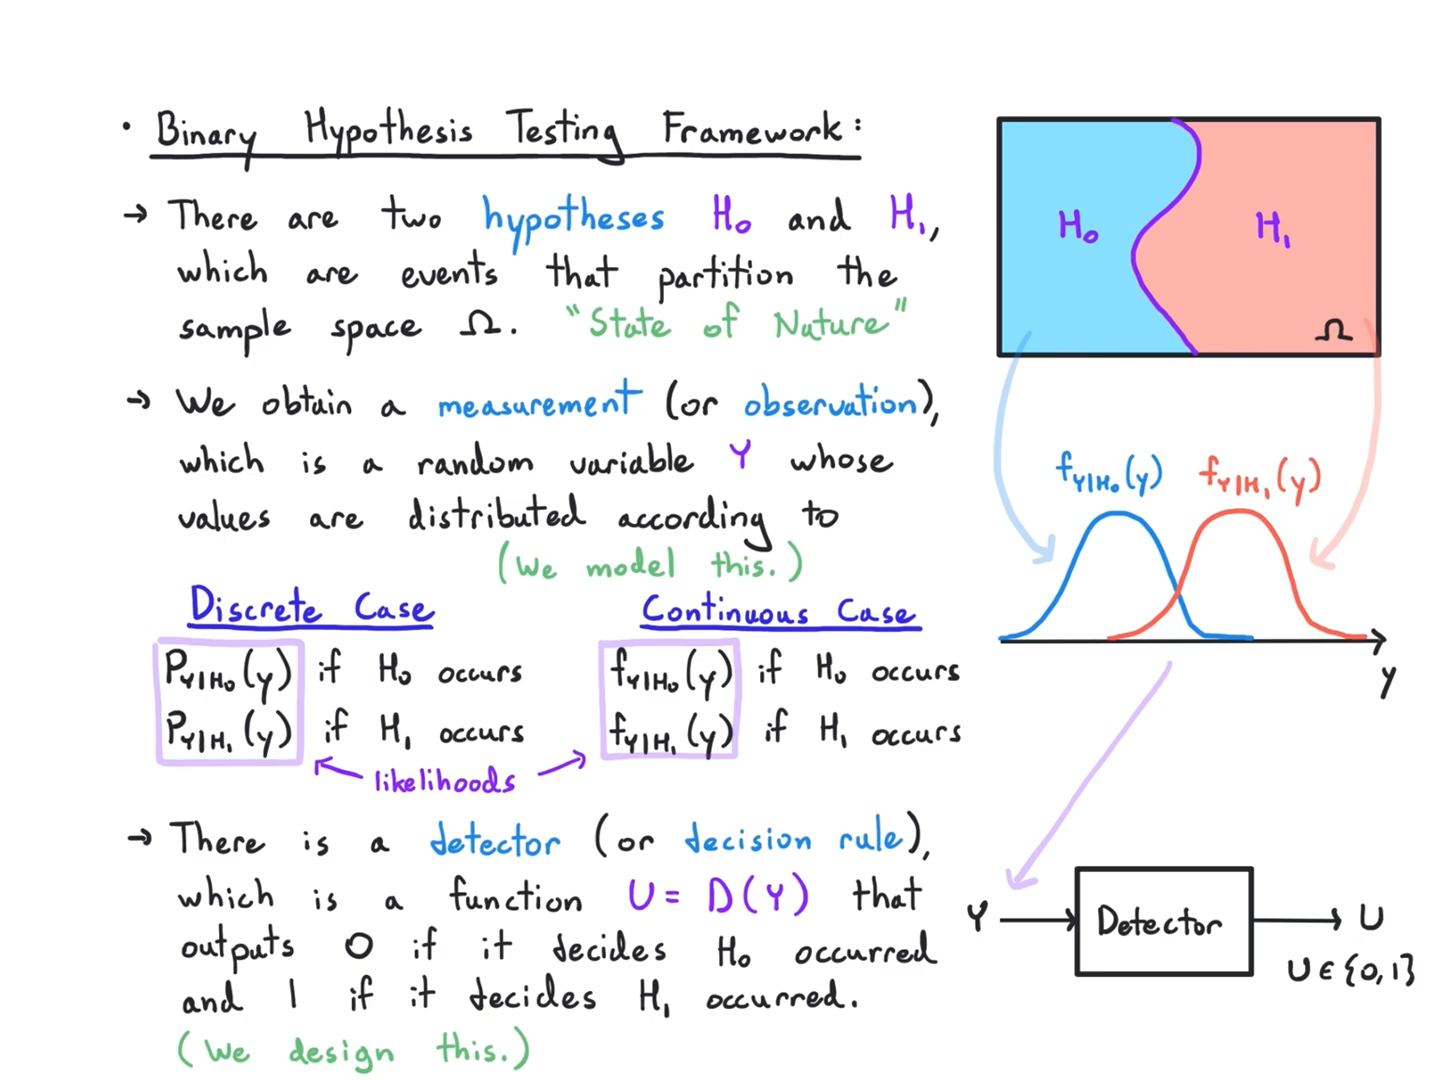 • Binary Hypothesis Testing Framework:
→ There are two hypotheses H₀ and H₁,
which are events that partition the
sample space Ω. "State of Nature"
→ We obtain a measurement (or observation),
which is a random variable Y whose
values are distributed according to
(We model this.)
Discrete Case
P_{Y|H₀}(y) if H₀ occurs
P_{Y|H₁}(y) if H₁ occurs
Continuous Case
f_{Y|H₀}(y) if H₀ occurs
f_{Y|H₁}(y) if H₁ occurs
likelihoods
→ There is a detector (or decision rule),
which is a function U = D(Y) that
outputs 0 if it decides H₀ occurred
and 1 if it decides H₁ occurred.
(We design this.)
H₀ H₁
Ω
f_{Y|H₀}(y) f_{Y|H₁}(y)
y
Y → Detector → U
U ∈ {0,1}